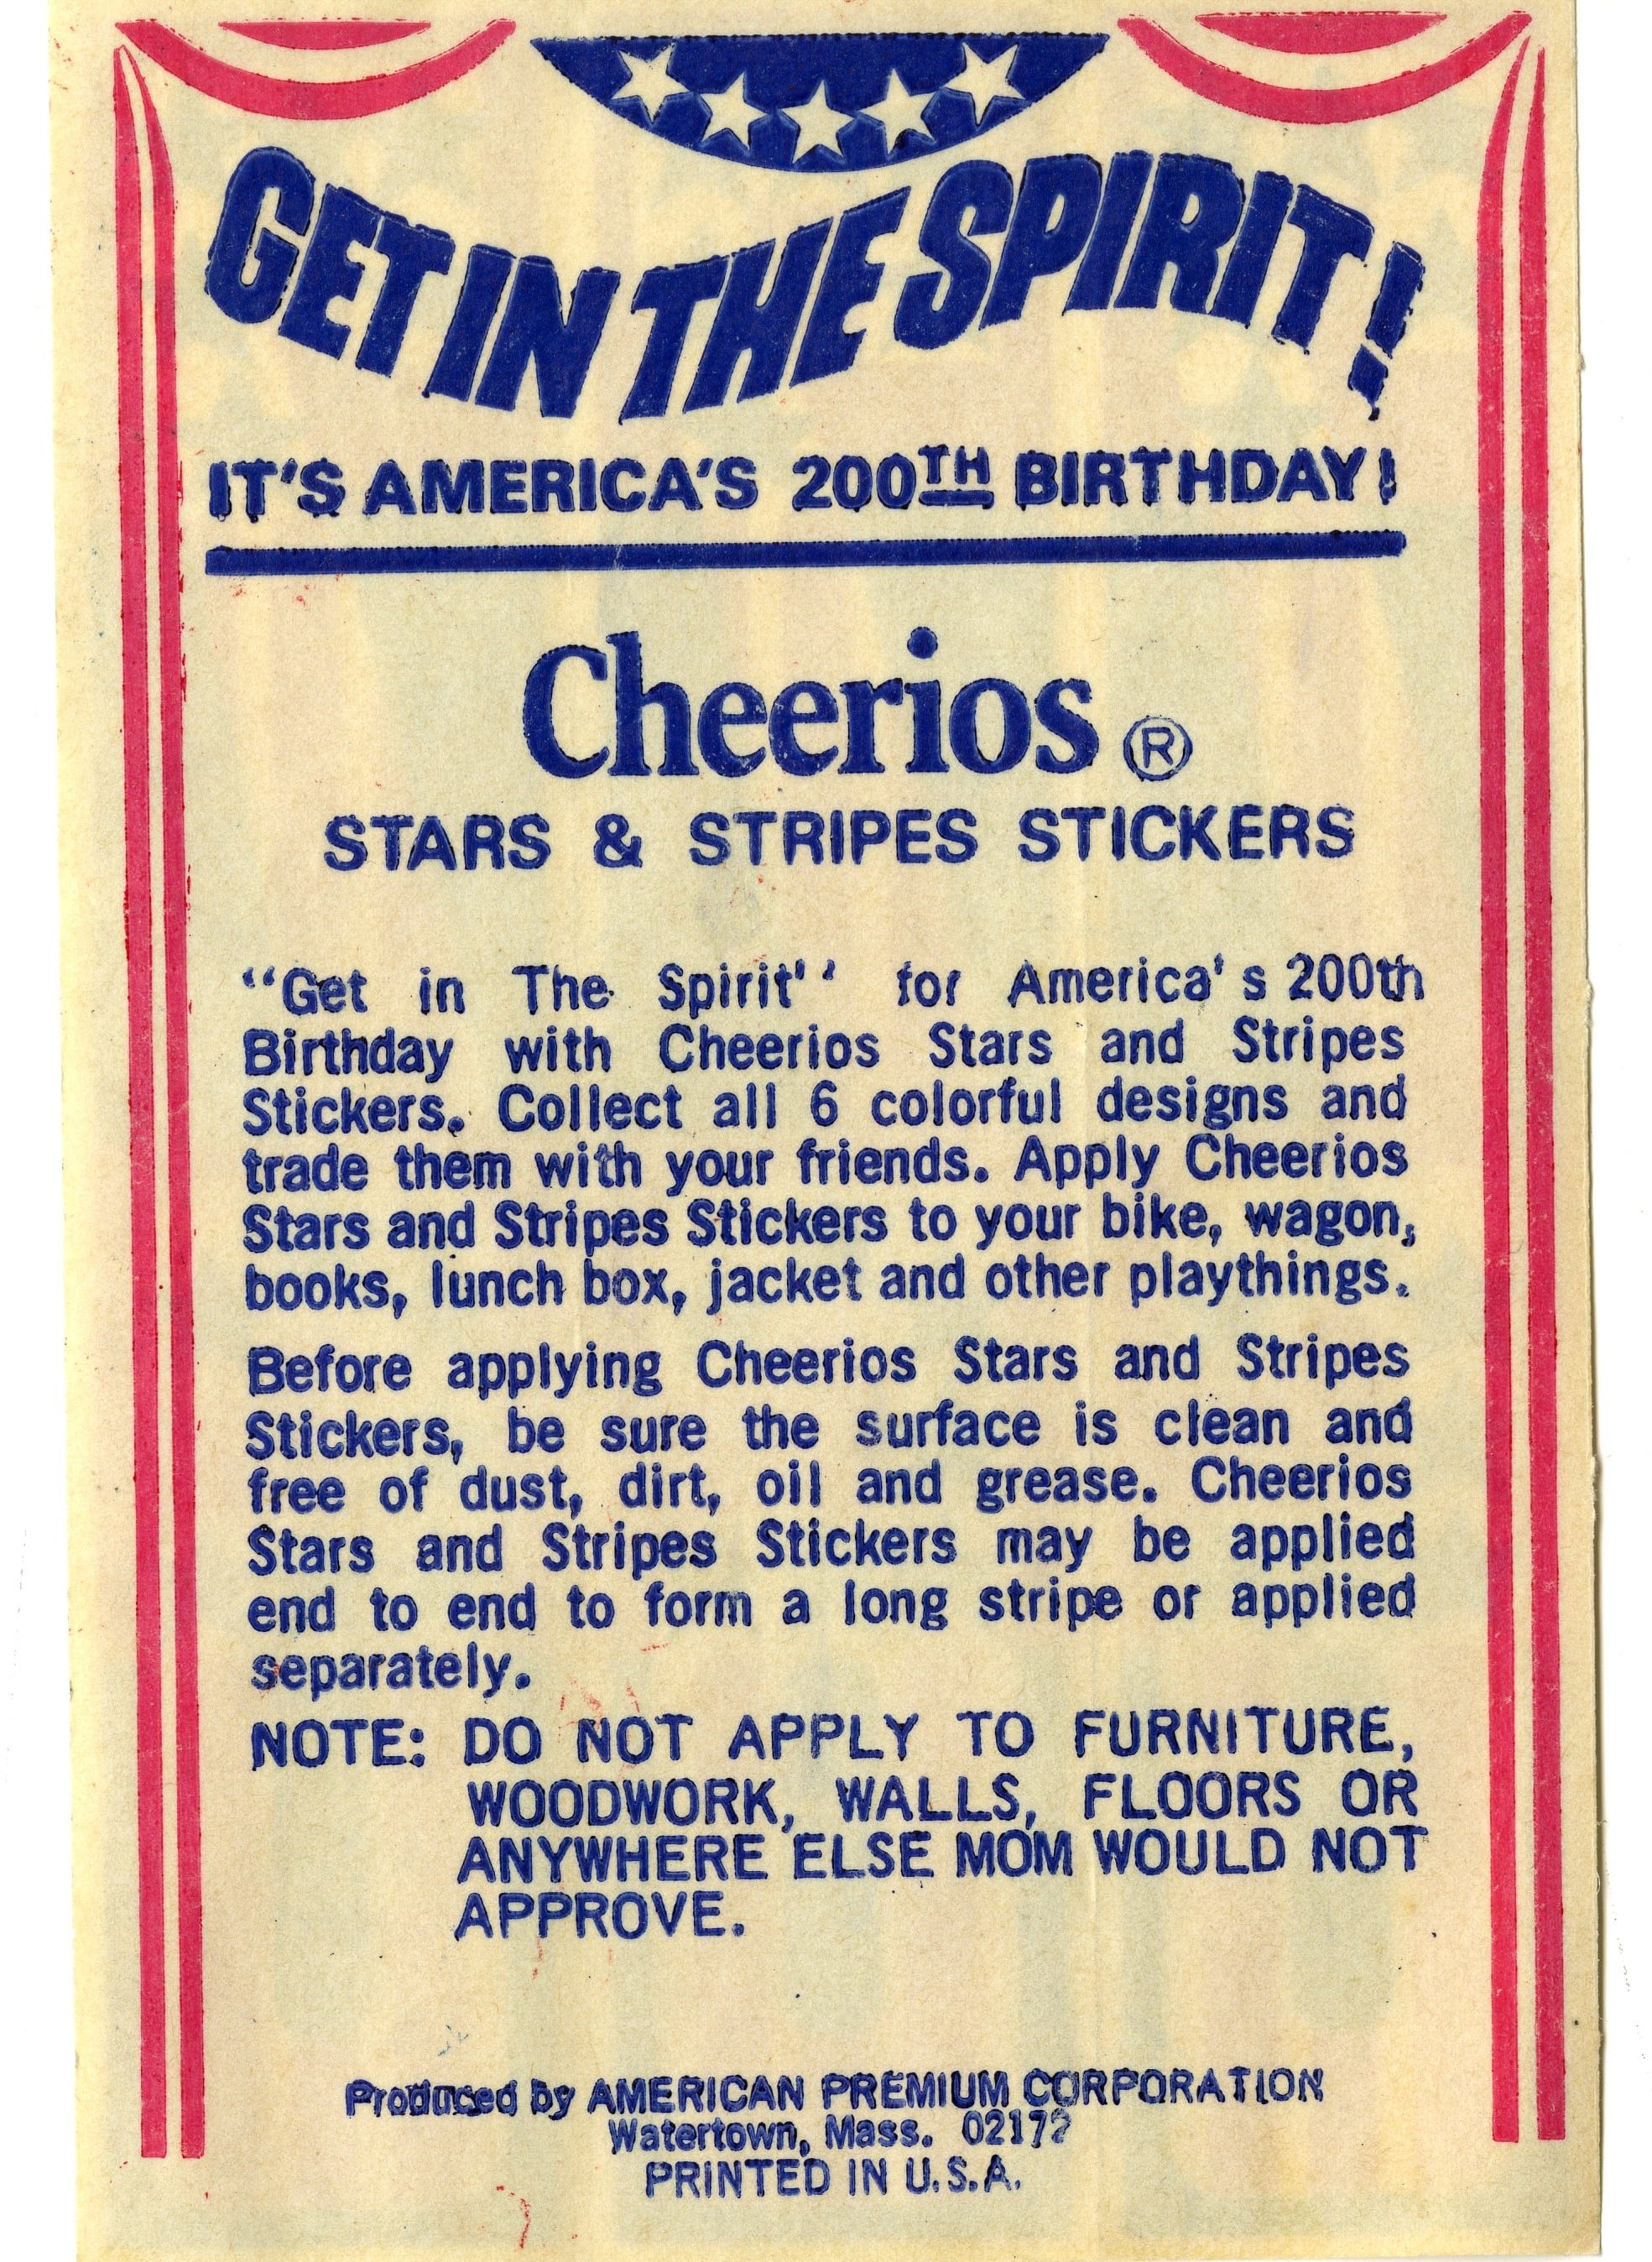 GET IN THE SPIRIT!
IT'S AMERICA'S 200TH BIRTHDAY!
Cheerios ®
STARS & STRIPES STICKERS
“Get in The Spirit'' for America's 200th
Birthday with Cheerios Stars and Stripes
Stickers. Collect all 6 colorful designs and
trade them with your friends. Apply Cheerios
Stars and Stripes Stickers to your bike, wagon,
books, lunch box, jacket and other playthings.
Before applying Cheerios Stars and Stripes
Stickers, be sure the surface is clean and
free of dust, dirt, oil and grease. Cheerios
Stars and Stripes Stickers may be applied
end to end to form a long stripe or applied
separately.
NOTE: DO NOT APPLY TO FURNITURE,
WOODWORK, WALLS, FLOORS OR
ANYWHERE ELSE MOM WOULD NOT
APPROVE.
Produced by AMERICAN PREMIUM CORPORATION
Watertown, Mass. 02172
PRINTED IN U.S.A.